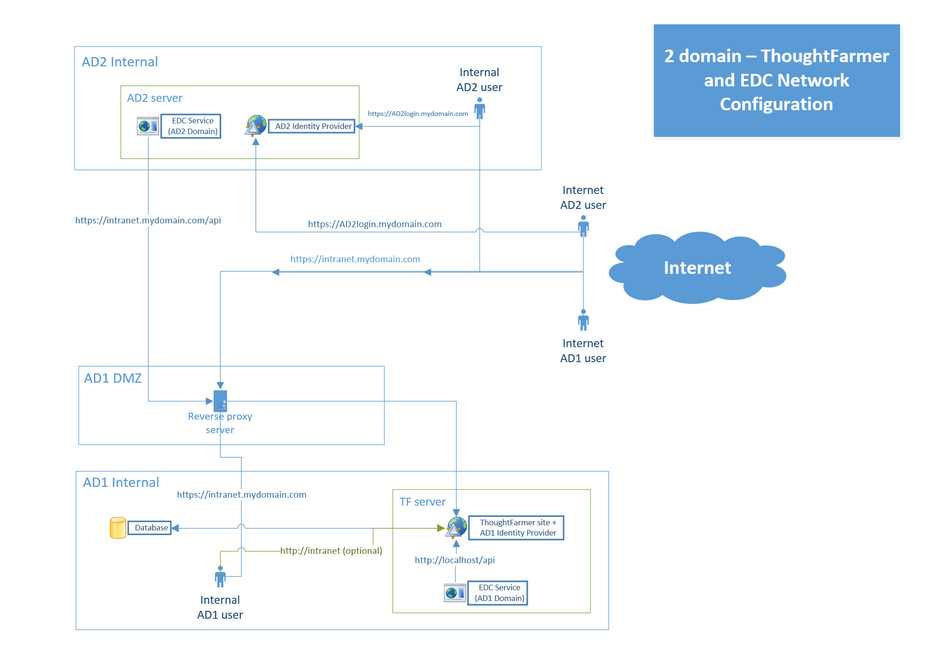 2 domain – ThoughtFarmer
and EDC Network
Configuration
AD2 Internal
Internal
AD2 user
AD2 server
EDC Service
(AD2 Domain)
AD2 Identity Provider
https://AD2login.mydomain.com
Internet
AD2 user
https://intranet.mydomain.com/api
https://AD2login.mydomain.com
https://intranet.mydomain.com
Internet
Internet
AD1 user
AD1 DMZ
Reverse proxy
server
AD1 Internal
https://intranet.mydomain.com
TF server
Database
ThoughtFarmer site +
AD1 Identity Provider
http://intranet (optional)
http://localhost/api
EDC Service
(AD1 Domain)
Internal
AD1 user